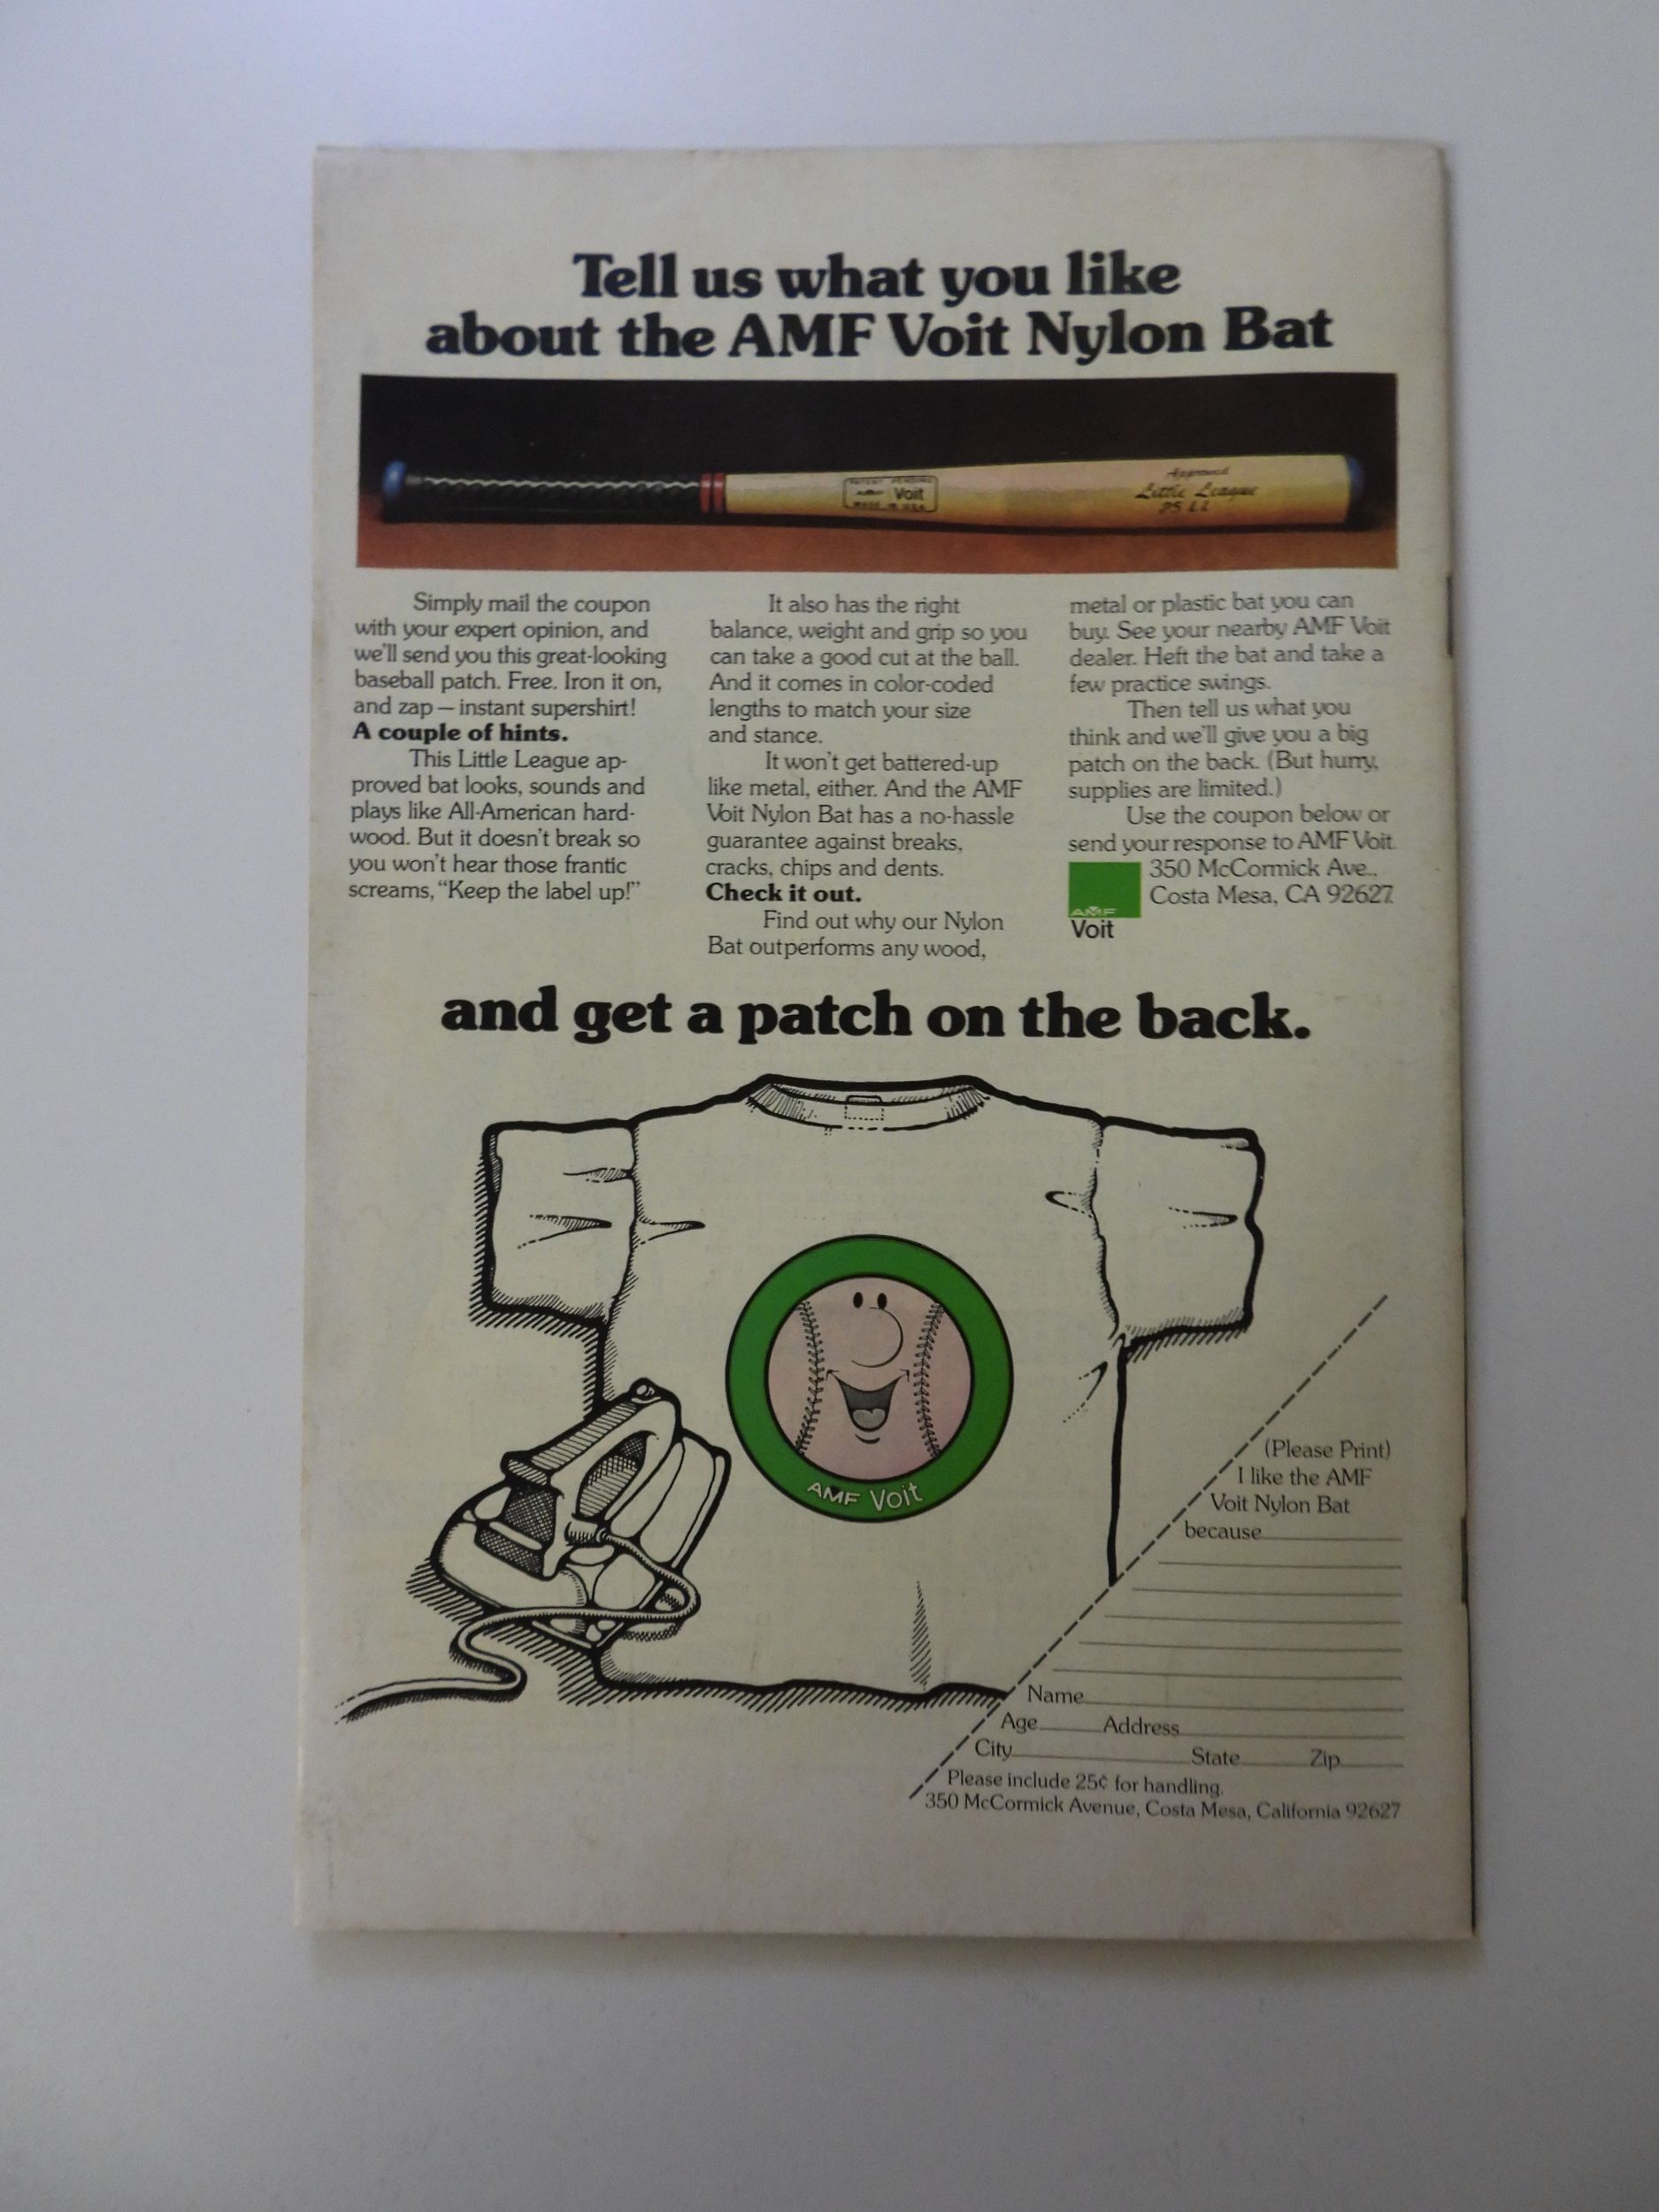 Tell us what you like
about the AMF Voit Nylon Bat
PATENT PENDING
AMF Voit
MADE IN U.S.A.
Approved
Little League
PS LL
Simply mail the coupon
with your expert opinion, and
we'll send you this great-looking
baseball patch. Free. Iron it on,
and zap — instant supershirt!
A couple of hints.
This Little League ap-
proved bat looks, sounds and
plays like All-American hard-
wood. But it doesn't break so
you won't hear those frantic
screams, "Keep the label up!"
It also has the right
balance, weight and grip so you
can take a good cut at the ball.
And it comes in color-coded
lengths to match your size
and stance.
It won't get battered-up
like metal, either. And the AMF
Voit Nylon Bat has a no-hassle
guarantee against breaks,
cracks, chips and dents.
Check it out.
Find out why our Nylon
Bat outperforms any wood,
metal or plastic bat you can
buy. See your nearby AMF Voit
dealer. Heft the bat and take a
few practice swings.
Then tell us what you
think and we'll give you a big
patch on the back. (But hurry,
supplies are limited.)
Use the coupon below or
send your response to AMF Voit.
350 McCormick Ave.,
Costa Mesa, CA 92627.
AMF
Voit
and get a patch on the back.
AMF Voit
(Please Print)
I like the AMF
Voit Nylon Bat
because
Name
Age Address
City State Zip
Please include 25¢ for handling.
350 McCormick Avenue, Costa Mesa, California 92627